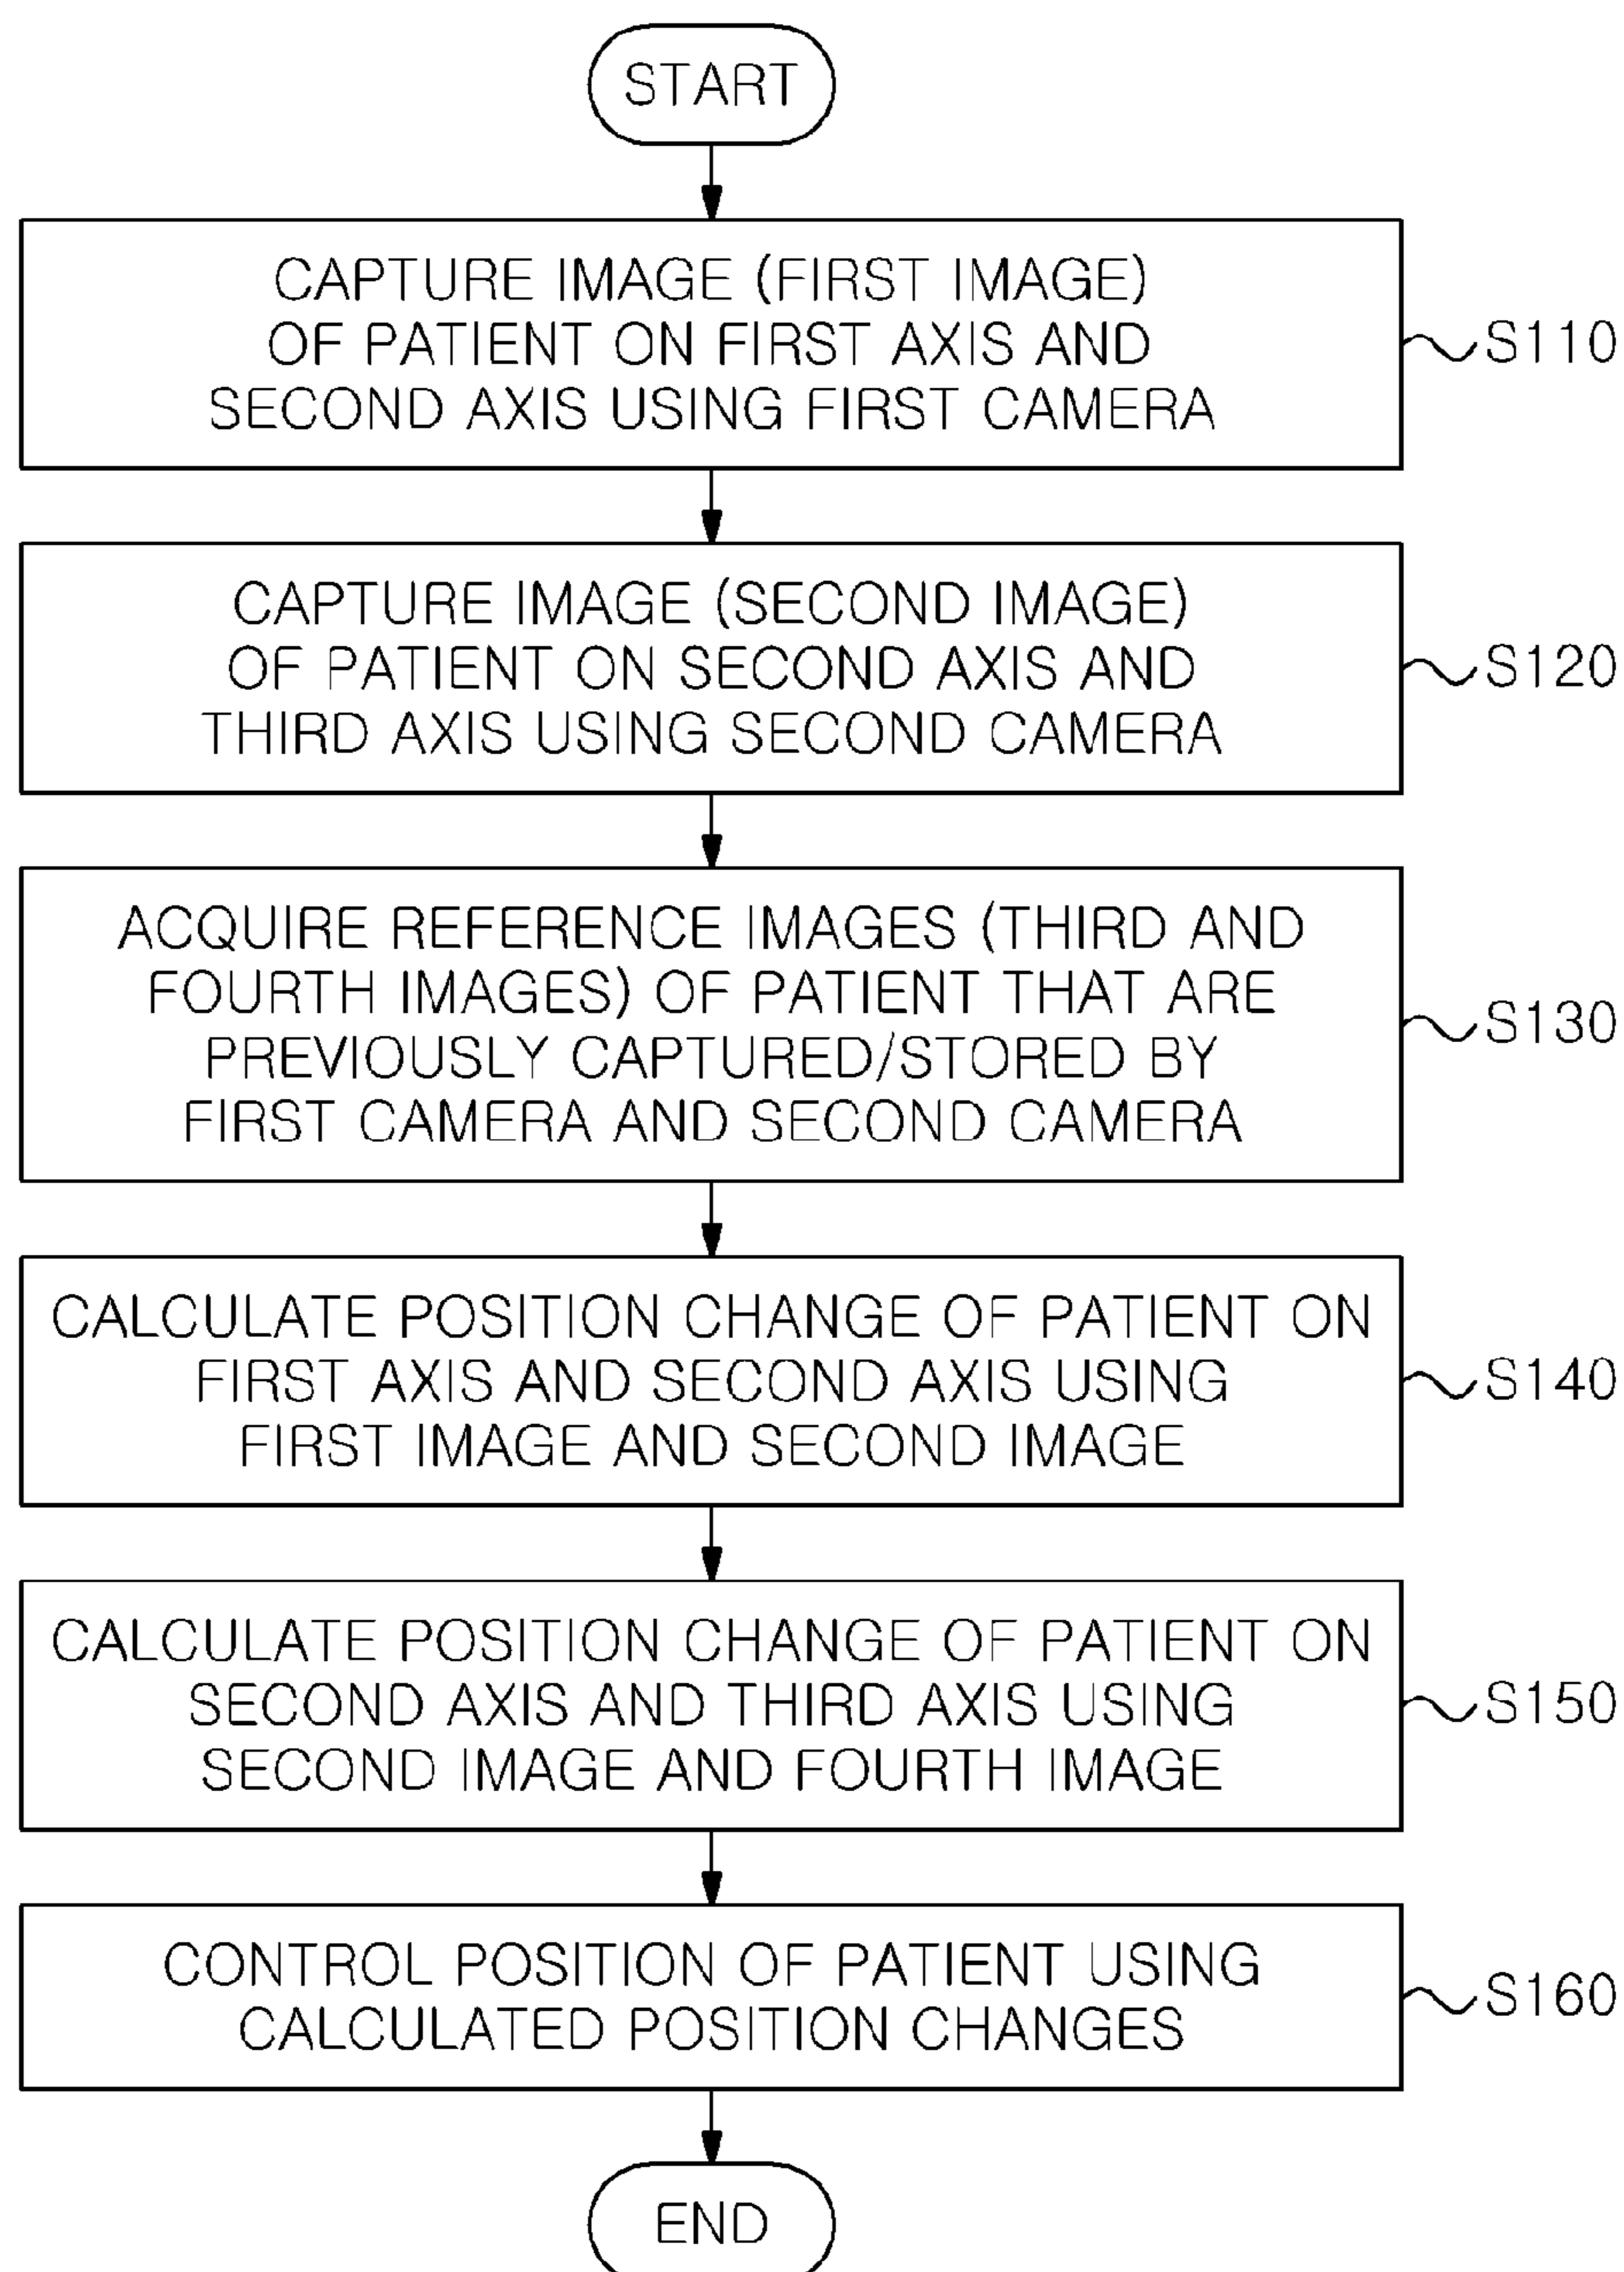 START
CAPTURE IMAGE (FIRST IMAGE)
OF PATIENT ON FIRST AXIS AND
SECOND AXIS USING FIRST CAMERA
S110
CAPTURE IMAGE (SECOND IMAGE)
OF PATIENT ON SECOND AXIS AND
THIRD AXIS USING SECOND CAMERA
S120
ACQUIRE REFERENCE IMAGES (THIRD AND
FOURTH IMAGES) OF PATIENT THAT ARE
PREVIOUSLY CAPTURED/STORED BY
FIRST CAMERA AND SECOND CAMERA
S130
CALCULATE POSITION CHANGE OF PATIENT ON
FIRST AXIS AND SECOND AXIS USING
FIRST IMAGE AND SECOND IMAGE
S140
CALCULATE POSITION CHANGE OF PATIENT ON
SECOND AXIS AND THIRD AXIS USING
SECOND IMAGE AND FOURTH IMAGE
S150
CONTROL POSITION OF PATIENT USING
CALCULATED POSITION CHANGES
S160
END